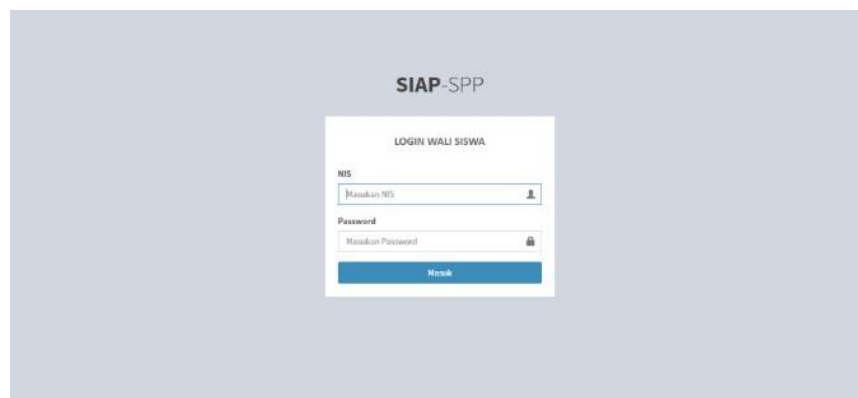 SIAP-SPP
LOGIN WALI SISWA
NIS
Masukan NIS
Password
Masukan Password
Masuk